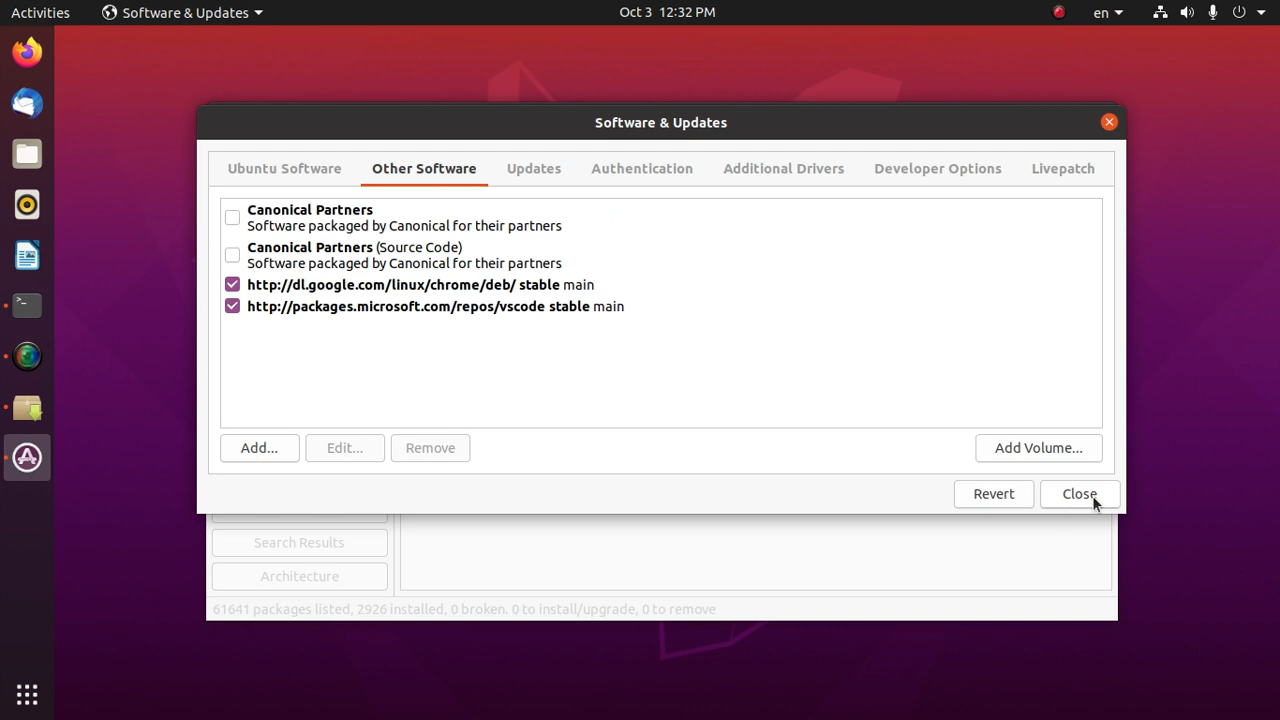 Activities
Software & Updates
Oct 3 12:32 PM
en
Software & Updates
Ubuntu Software
Other Software
Updates
Authentication
Additional Drivers
Developer Options
Livepatch
Canonical Partners
Software packaged by Canonical for their partners
Canonical Partners (Source Code)
Software packaged by Canonical for their partners
http://dl.google.com/linux/chrome/deb/ stable main
http://packages.microsoft.com/repos/vscode stable main
Add...
Edit...
Remove
Add Volume...
Revert
Close
Search Results
Architecture
61641 packages listed, 2926 installed, 0 broken. 0 to install/upgrade, 0 to remove